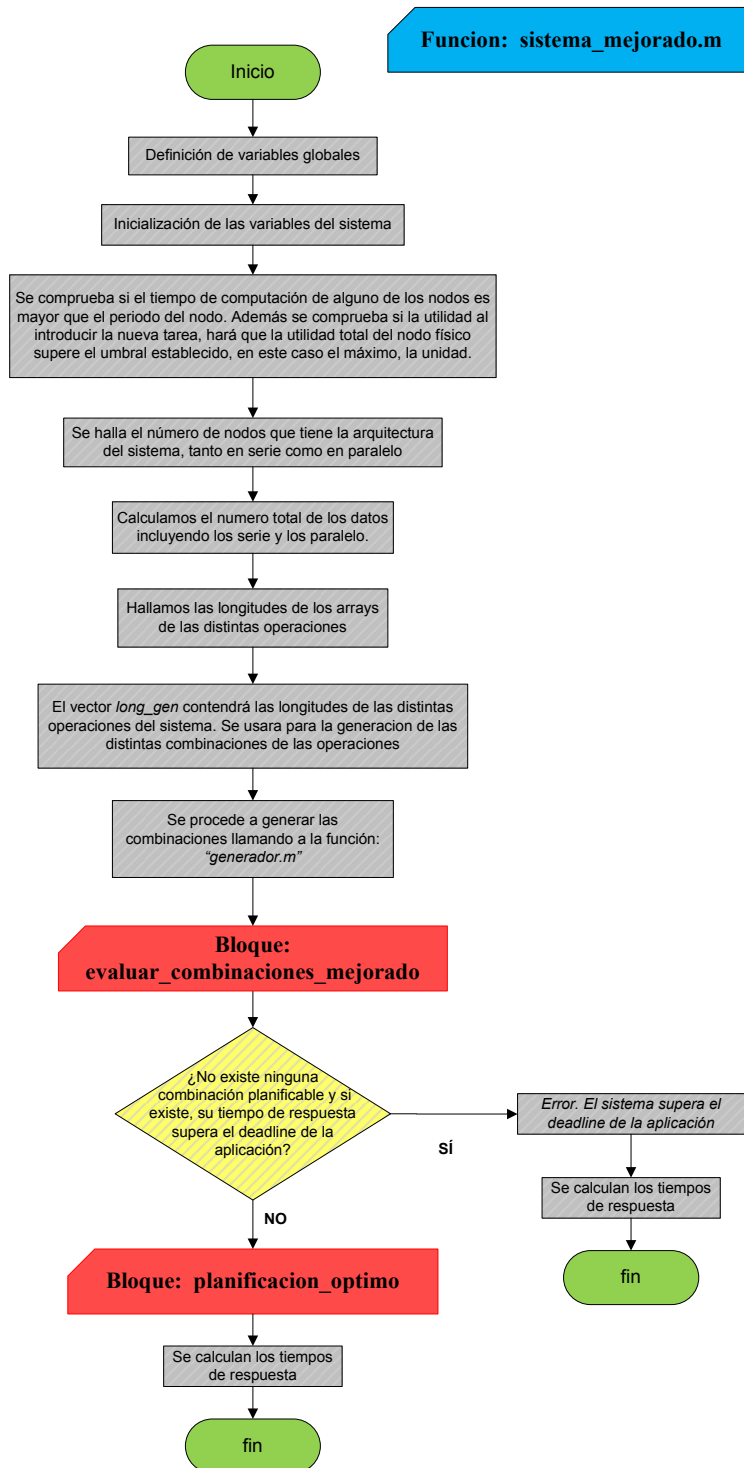 Funcion: sistema_mejorado.m
Inicio
Definición de variables globales
Inicialización de las variables del sistema
Se comprueba si el tiempo de computación de alguno de los nodos es
mayor que el periodo del nodo. Además se comprueba si la utilidad al
introducir la nueva tarea, hará que la utilidad total del nodo físico
supere el umbral establecido, en este caso el máximo, la unidad.
Se halla el número de nodos que tiene la arquitectura
del sistema, tanto en serie como en paralelo
Calculamos el numero total de los datos
incluyendo los serie y los paralelo.
Hallamos las longitudes de los arrays
de las distintas operaciones
El vector long_gen contendrá las longitudes de las distintas
operaciones del sistema. Se usara para la generacion de las
distintas combinaciones de las operaciones
Se procede a generar las
combinaciones llamando a la función:
“generador.m”
Bloque:
evaluar_combinaciones_mejorado
¿No existe ninguna
combinación planificable y si
existe, su tiempo de respuesta
supera el deadline de la
aplicación?
SÍ
Error. El sistema supera el
deadline de la aplicación
Se calculan los tiempos
de respuesta
fin
NO
Bloque: planificacion_optimo
Se calculan los tiempos
de respuesta
fin